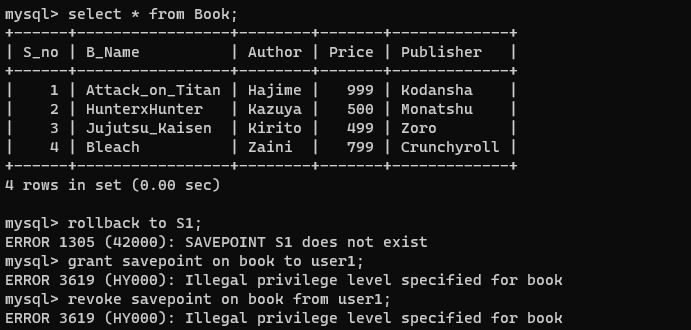 mysql> select * from Book;
+------+-----------------+--------+-------+-------------+
| S_no | B_Name          | Author | Price | Publisher   |
+------+-----------------+--------+-------+-------------+
|    1 | Attack_on_Titan | Hajime |   999 | Kodansha    |
|    2 | HunterxHunter   | Kazuya |   500 | Monatshu    |
|    3 | Jujutsu_Kaisen  | Kirito |   499 | Zoro        |
|    4 | Bleach          | Zaini  |   799 | Crunchyroll |
+------+-----------------+--------+-------+-------------+
4 rows in set (0.00 sec)

mysql> rollback to S1;
ERROR 1305 (42000): SAVEPOINT S1 does not exist
mysql> grant savepoint on book to user1;
ERROR 3619 (HY000): Illegal privilege level specified for book
mysql> revoke savepoint on book from user1;
ERROR 3619 (HY000): Illegal privilege level specified for book